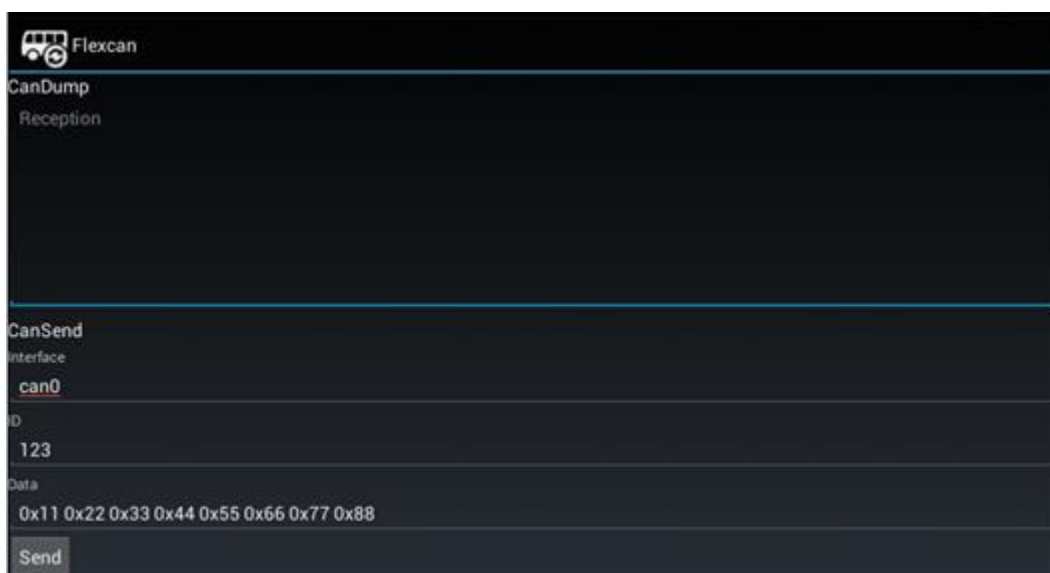 Flexcan
CanDump
Reception
CanSend
Interface
can0
ID
123
Data
0x11 0x22 0x33 0x44 0x55 0x66 0x77 0x88
Send